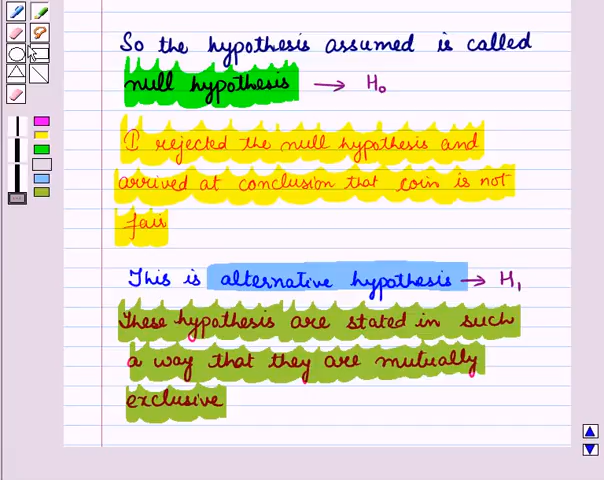 So the hypothesis assumed is called
null hypothesis → H₀
I rejected the null hypothesis and
arrived at conclusion that coin is not
fair
This is alternative hypothesis → H₁
These hypothesis are stated in such
a way that they are mutually
exclusive